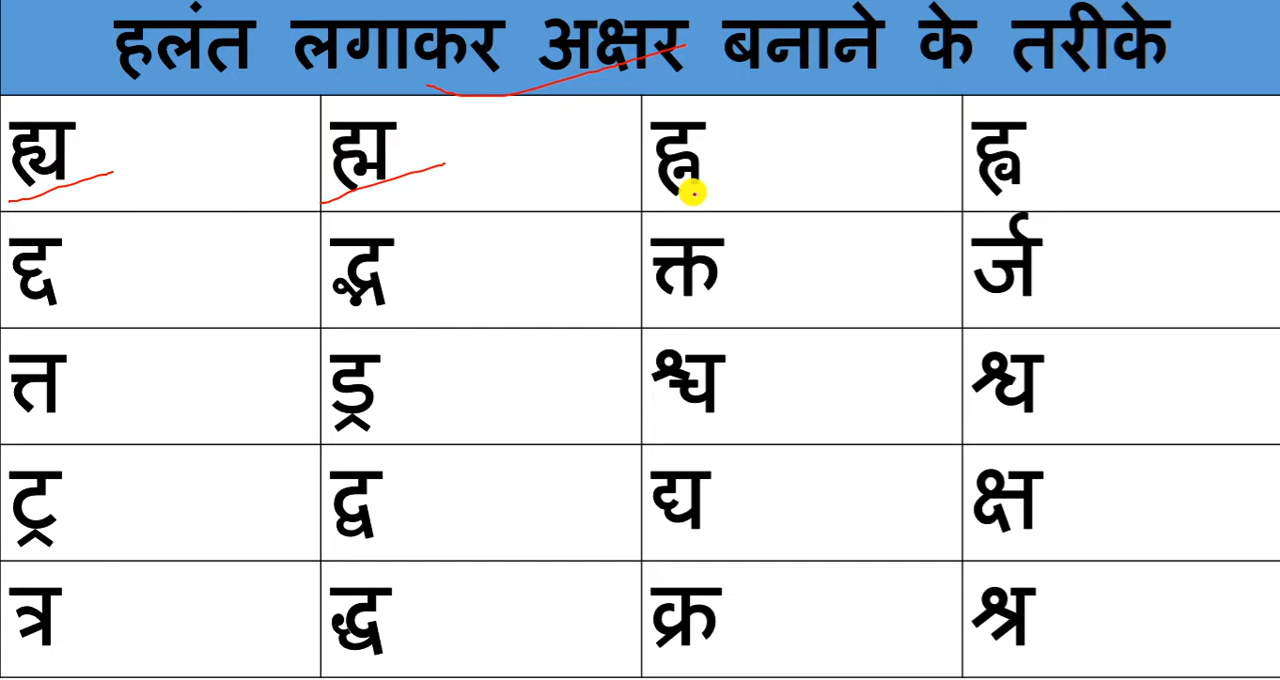 हलंत लगाकर अक्षर बनाने के तरीके
ह्य ह्म ह्न ह्व
द्द द्भ क्त र्ज
त्त ड्र श्च श्व
ट्र द्व द्य क्ष
त्र द्ध क्र श्र